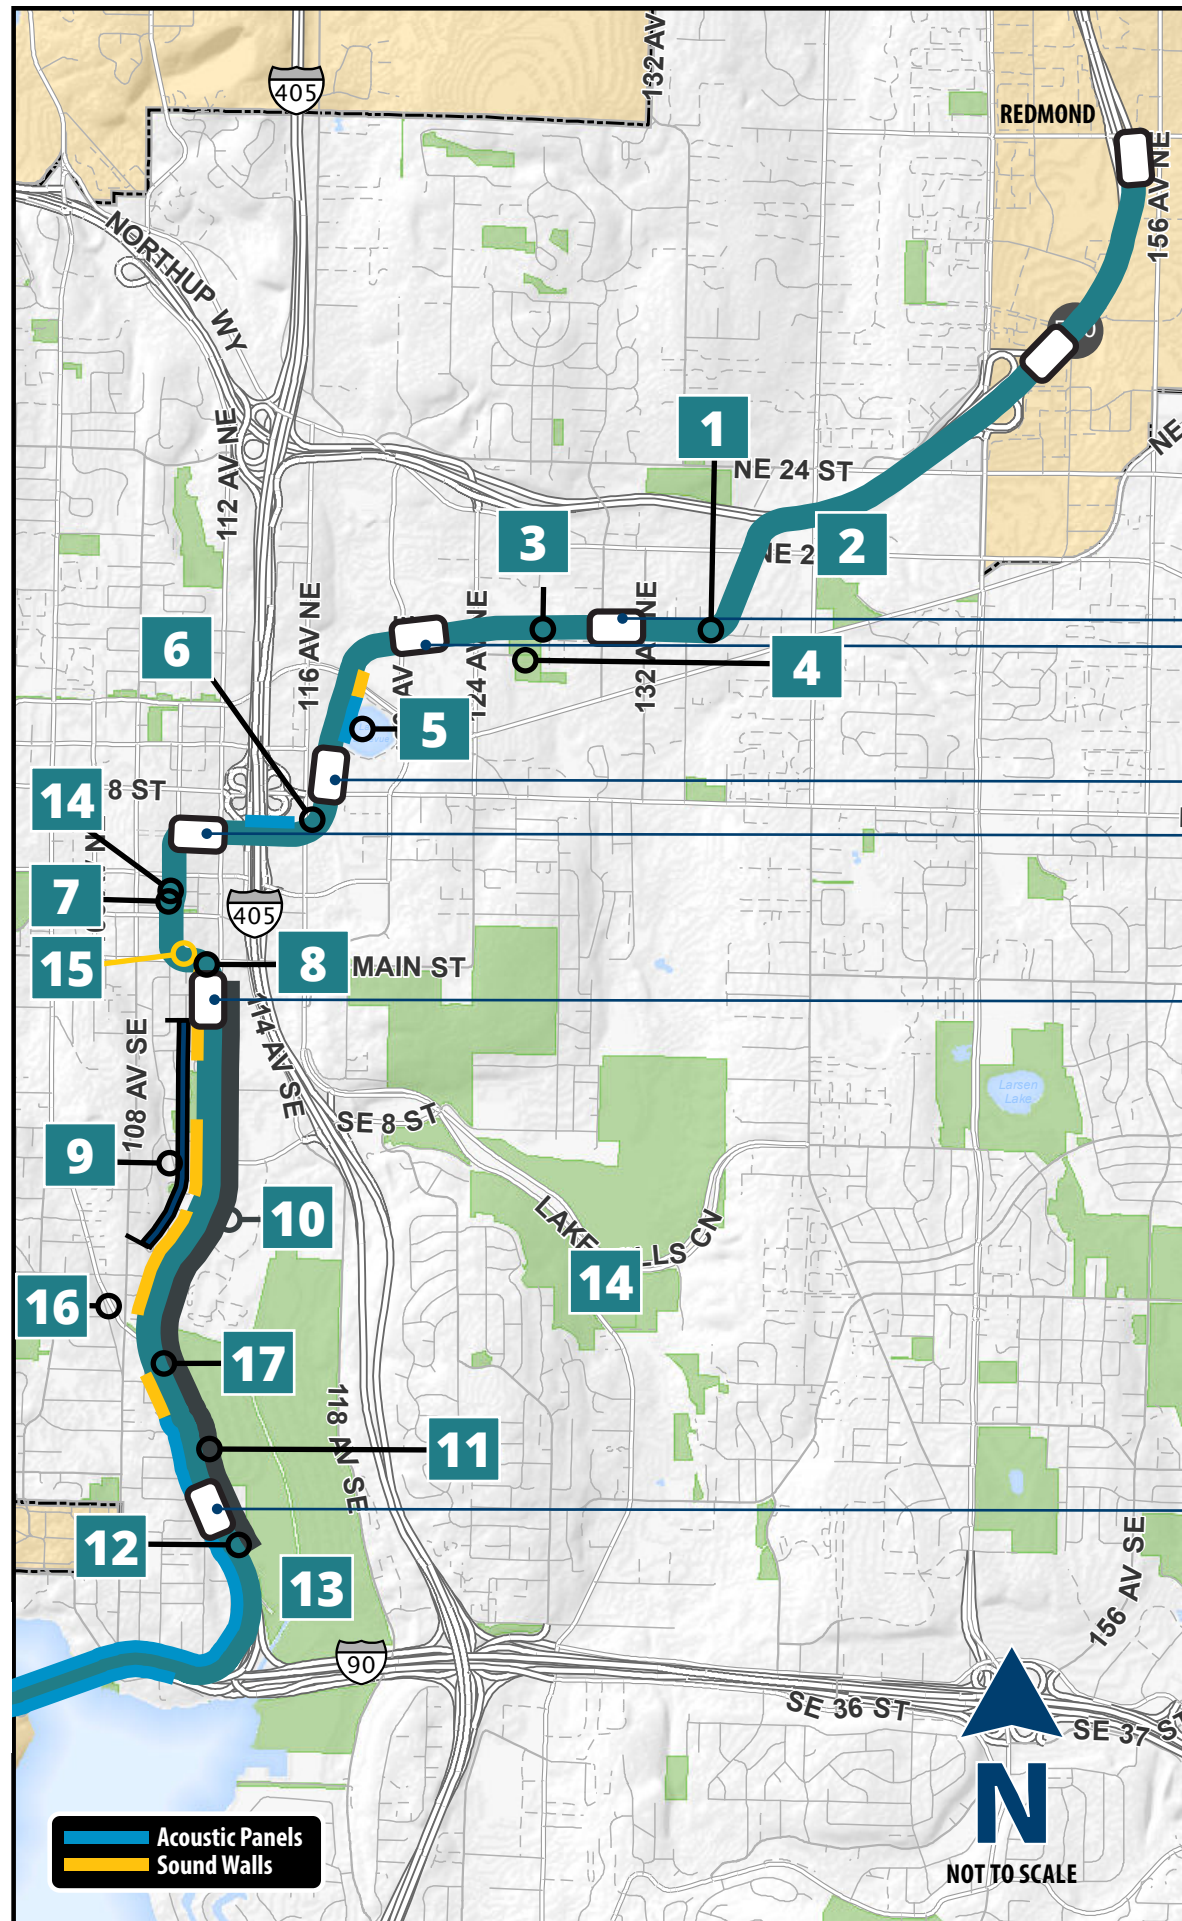 132 AV
405
REDMOND
156 AV NE
NORTHUP WY
112 AV NE
1
NE 24 ST
NE
3
NE 2
2
116 AV NE
AV
124 AV NE
132 A NE
6
4
5
14
8 ST
7
405
15
8
MAIN ST
108 AV SE
114 AV SE
Larsen
Lake
SE 8 ST
9
LAKE
LLS CN
10
14
16
17
118 AV SE
11
12
13
156 AV SE
90
SE 36 ST
SE 37 ST
N
NOT TO SCALE
Acoustic Panels
Sound Walls